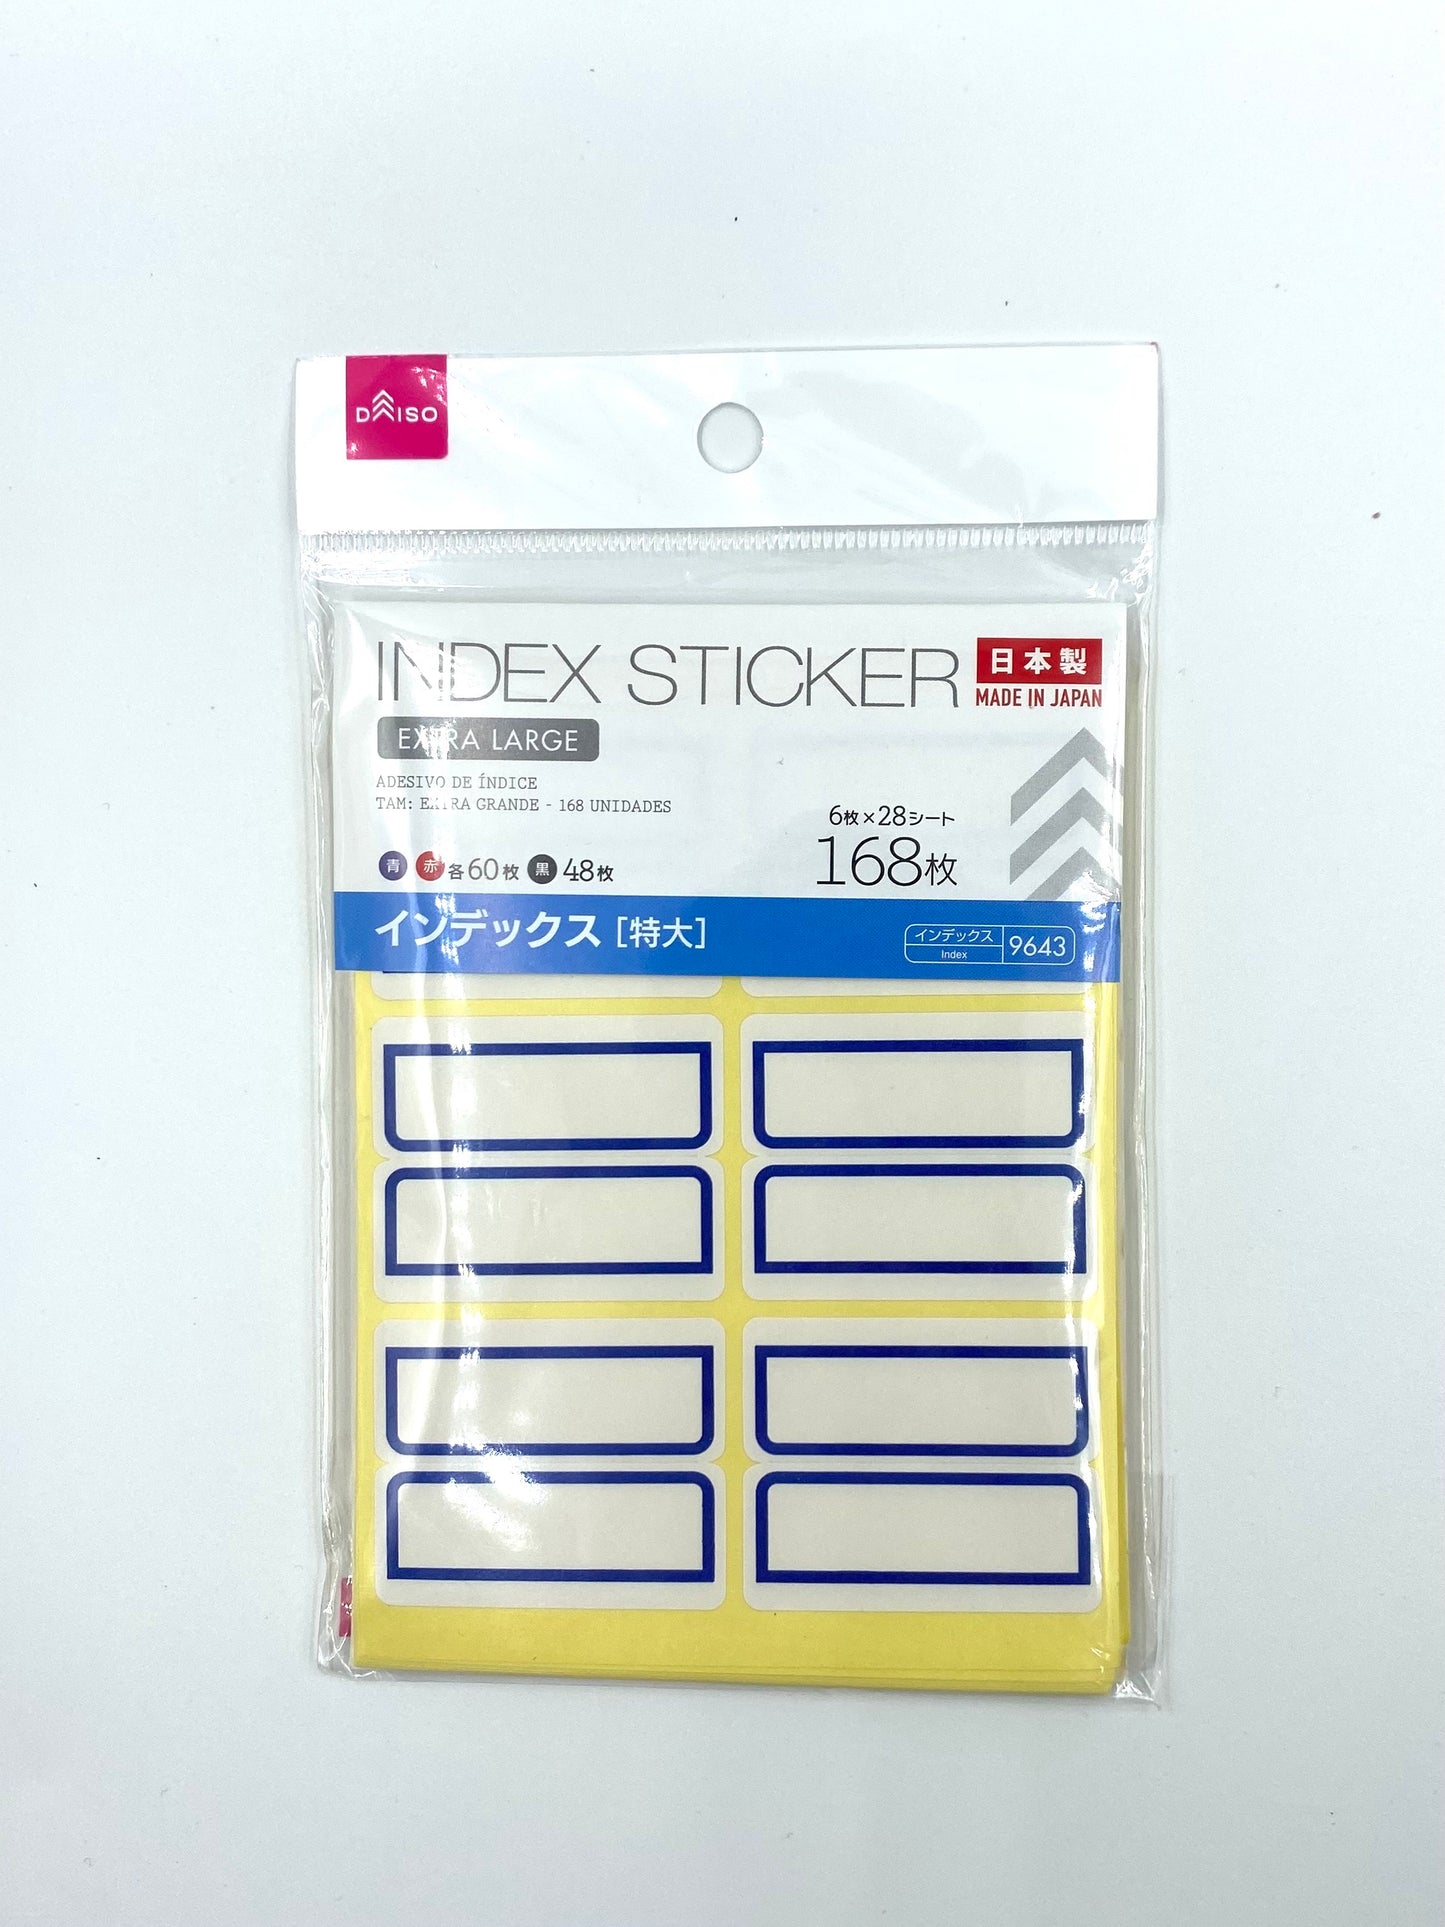 DAISO
INDEX STICKER
日本製
MADE IN JAPAN
EXTRA LARGE
ADESIVO DE ÍNDICE
TAM: EXTRA GRANDE - 168 UNIDADES
6枚×28シート
168枚
青 赤 各60枚 黒 48枚
インデックス [特大]
インデックス
Index
9643